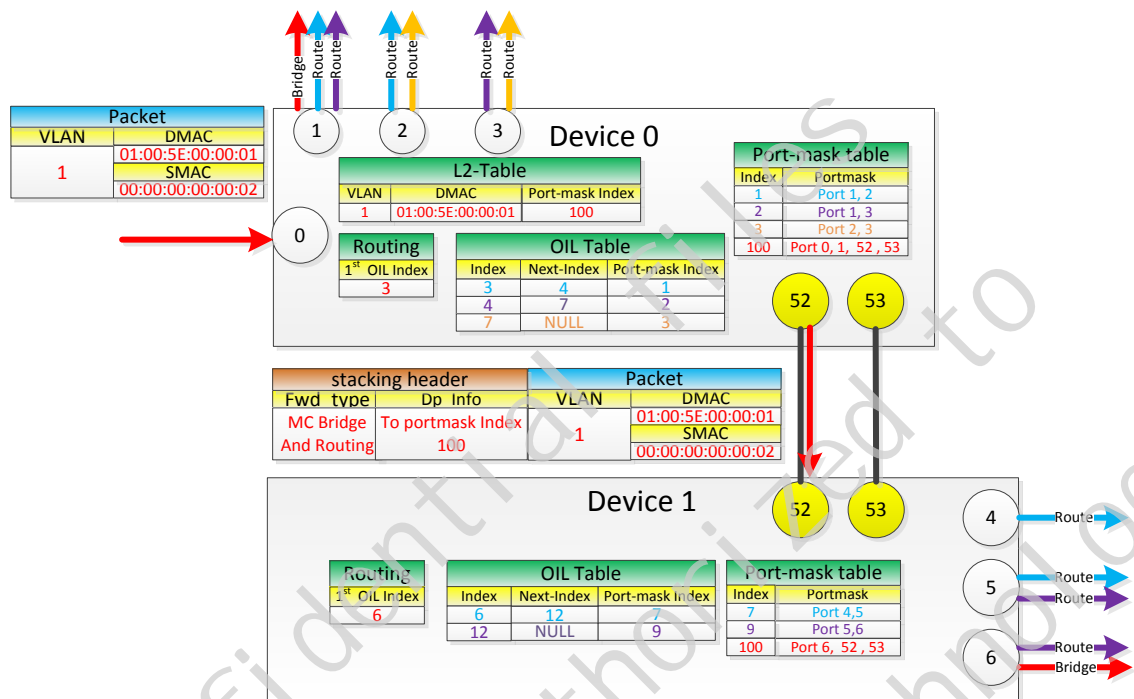 Bridge
Route
Route
Route
Route
Route
Route
1
2
3
Device 0
Packet
VLAN DMAC
1 01:00:5E:00:00:01
SMAC
00:00:00:00:00:02
0
L2-Table
VLAN DMAC Port-mask Index
1 01:00:5E:00:00:01 100
Port-mask table
Index Portmask
1 Port 1, 2
2 Port 1, 3
3 Port 2, 3
100 Port 0, 1, 52 , 53
Routing
1st OIL Index
3
OIL Table
Index Next-Index Port-mask Index
3 4 1
4 7 2
7 NULL 3
52
53
stacking header
Fwd type Dp Info
MC Bridge And Routing To portmask Index 100
Packet
VLAN DMAC
1 01:00:5E:00:00:01
SMAC
00:00:00:00:00:02
Device 1
52
53
4
Route
5
Route
Route
6
Route
Bridge
Routing
1st OIL Index
6
OIL Table
Index Next-Index Port-mask Index
6 12 7
12 NULL 9
Port-mask table
Index Portmask
7 Port 4,5
9 Port 5,6
100 Port 6, 52 , 53
fidential files
thorized to
hnolo